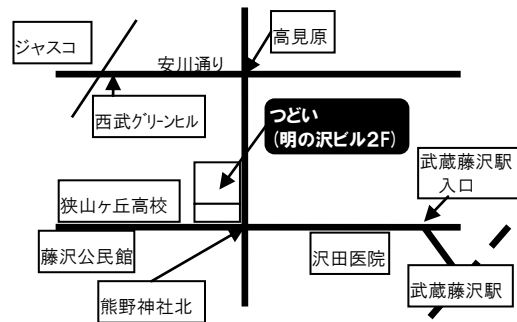 ジャスコ
高見原
安川通り
西武グリーンヒル
つどい
(明の沢ビル2F)
武蔵藤沢駅
入口
狭山ヶ丘高校
藤沢公民館
沢田医院
熊野神社北
武蔵藤沢駅